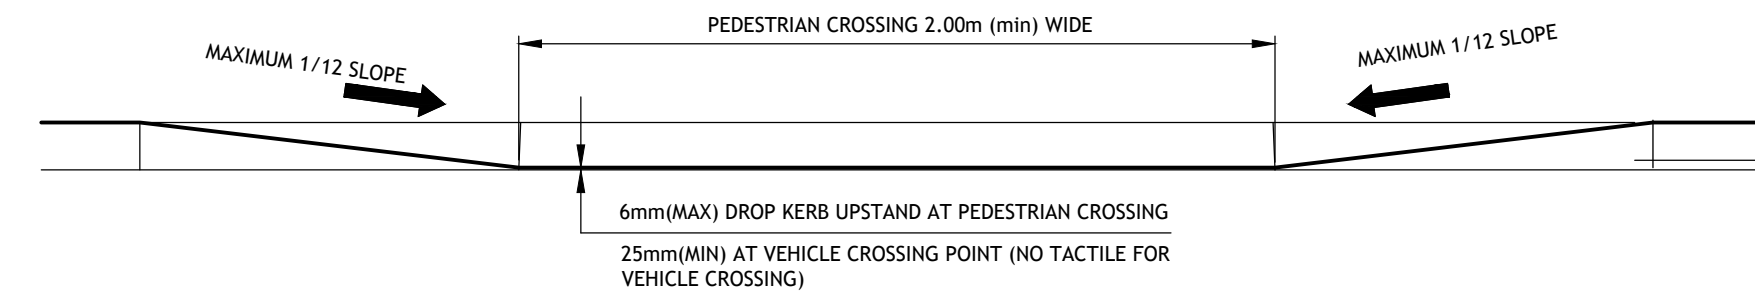 PEDESTRIAN CROSSING 2.00m (min) WIDE
MAXIMUM 1/12 SLOPE
MAXIMUM 1/12 SLOPE
6mm(MAX) DROP KERB UPSTAND AT PEDESTRIAN CROSSING
25mm(MIN) AT VEHICLE CROSSING POINT (NO TACTILE FOR
VEHICLE CROSSING)